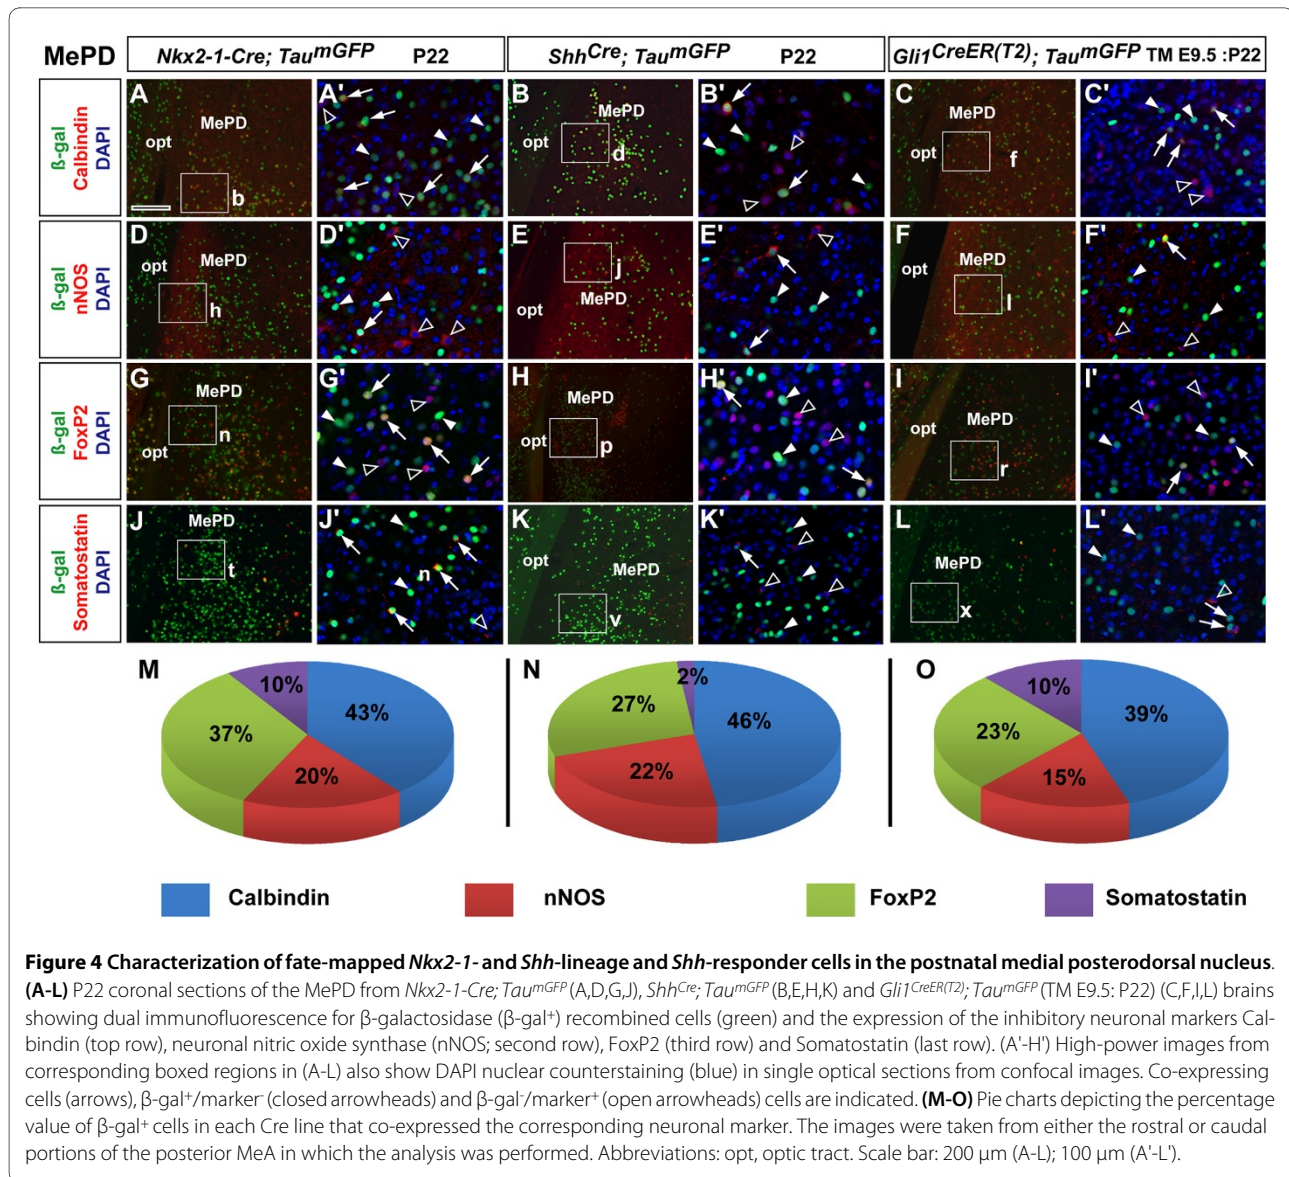 MePD Nkx2-1-Cre; TaumGFP P22 ShhCre; TaumGFP P22 Gli1CreER(T2); TaumGFP TM E9.5 :P22
ß-gal
Calbindin
DAPI
A opt MePD b
A'
B opt MePD d
B'
C opt MePD f
C'
ß-gal
nNOS
DAPI
D opt MePD h
D'
E opt MePD j
E'
F opt MePD l
F'
ß-gal
FoxP2
DAPI
G opt MePD n
G'
H opt MePD p
H'
I opt MePD r
I'
ß-gal
Somatostatin
DAPI
J MePD t
J' n
K opt MePD v
K'
L MePD x
L'
M 10% 43% 37% 20%
N 2% 27% 46% 22%
O 10% 39% 23% 15%
Calbindin nNOS FoxP2 Somatostatin
Figure 4 Characterization of fate-mapped Nkx2-1- and Shh-lineage and Shh-responder cells in the postnatal medial posterodorsal nucleus.
(A-L) P22 coronal sections of the MePD from Nkx2-1-Cre; TaumGFP (A,D,G,J), ShhCre; TaumGFP (B,E,H,K) and Gli1CreER(T2); TaumGFP (TM E9.5: P22) (C,F,I,L) brains
showing dual immunofluorescence for β-galactosidase (β-gal+) recombined cells (green) and the expression of the inhibitory neuronal markers Cal-
bindin (top row), neuronal nitric oxide synthase (nNOS; second row), FoxP2 (third row) and Somatostatin (last row). (A'-H') High-power images from
corresponding boxed regions in (A-L) also show DAPI nuclear counterstaining (blue) in single optical sections from confocal images. Co-expressing
cells (arrows), β-gal+/marker- (closed arrowheads) and β-gal-/marker+ (open arrowheads) cells are indicated. (M-O) Pie charts depicting the percentage
value of β-gal+ cells in each Cre line that co-expressed the corresponding neuronal marker. The images were taken from either the rostral or caudal
portions of the posterior MeA in which the analysis was performed. Abbreviations: opt, optic tract. Scale bar: 200 μm (A-L); 100 μm (A'-L').